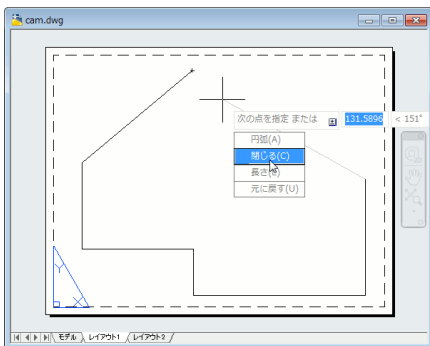 cam.dwg
次の点を指定 または 131.5896 < 151°
円弧(A)
閉じる(C)
長さ(L)
元に戻す(U)
Y
X
モデル レイアウト1 レイアウト2